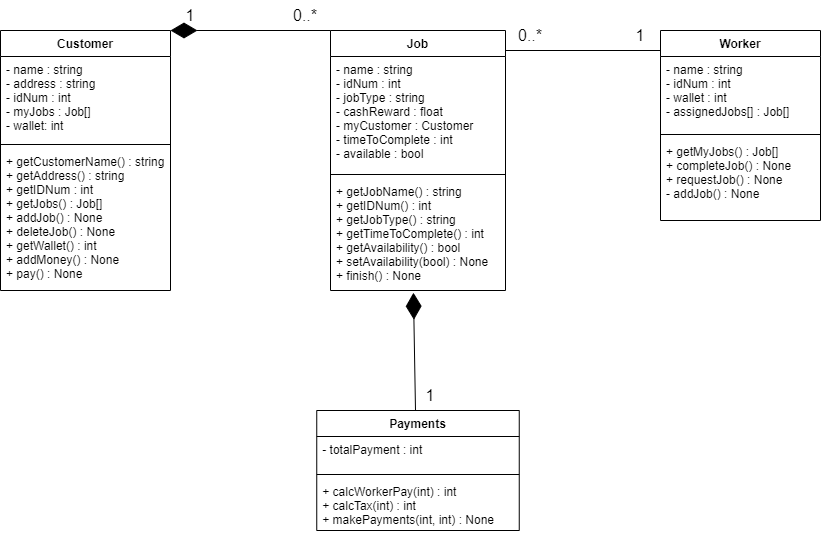 1
0..*
Customer
- name : string
- address : string
- idNum : int
- myJobs : Job[]
- wallet: int
+ getCustomerName() : string
+ getAddress() : string
+ getIDNum : int
+ getJobs() : Job[]
+ addJob() : None
+ deleteJob() : None
+ getWallet() : int
+ addMoney() : None
+ pay() : None
Job
- name : string
- idNum : int
- jobType : string
- cashReward : float
- myCustomer : Customer
- timeToComplete : int
- available : bool
+ getJobName() : string
+ getIDNum() : int
+ getJobType() : string
+ getTimeToComplete() : int
+ getAvailability() : bool
+ setAvailability(bool) : None
+ finish() : None
0..*
1
Worker
- name : string
- idNum : int
- wallet : int
- assignedJobs[] : Job[]
+ getMyJobs() : Job[]
+ completeJob() : None
+ requestJob() : None
- addJob() : None
1
Payments
- totalPayment : int
+ calcWorkerPay(int) : int
+ calcTax(int) : int
+ makePayments(int, int) : None